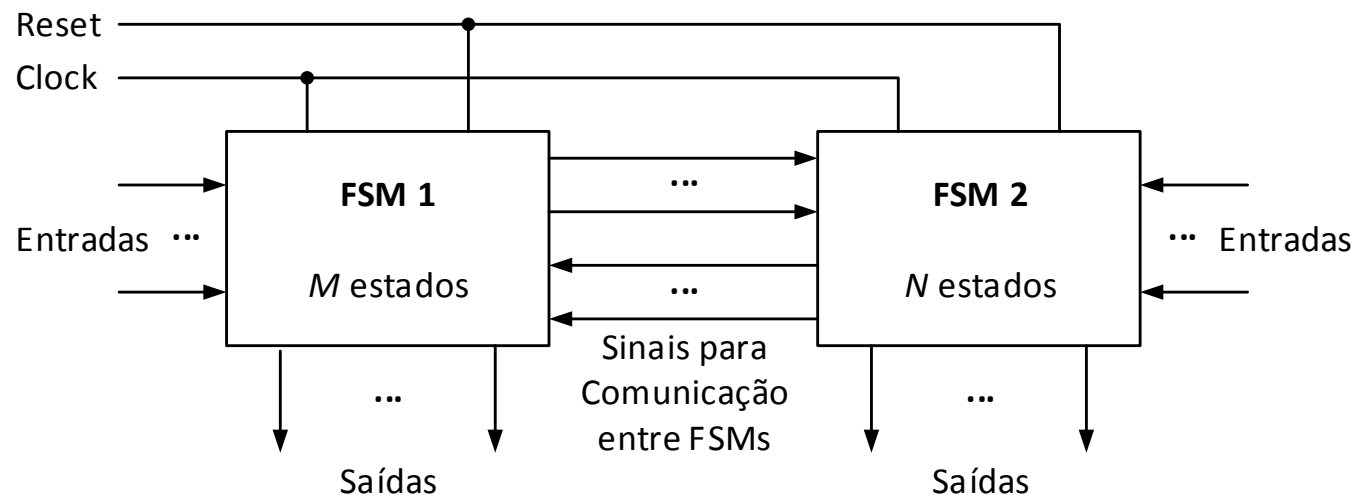 Reset
Clock
FSM 1
...
FSM 2
Entradas ...
... Entradas
M estados
...
N estados
Sinais para
Comunicação
entre FSMs
...
...
Saídas
Saídas